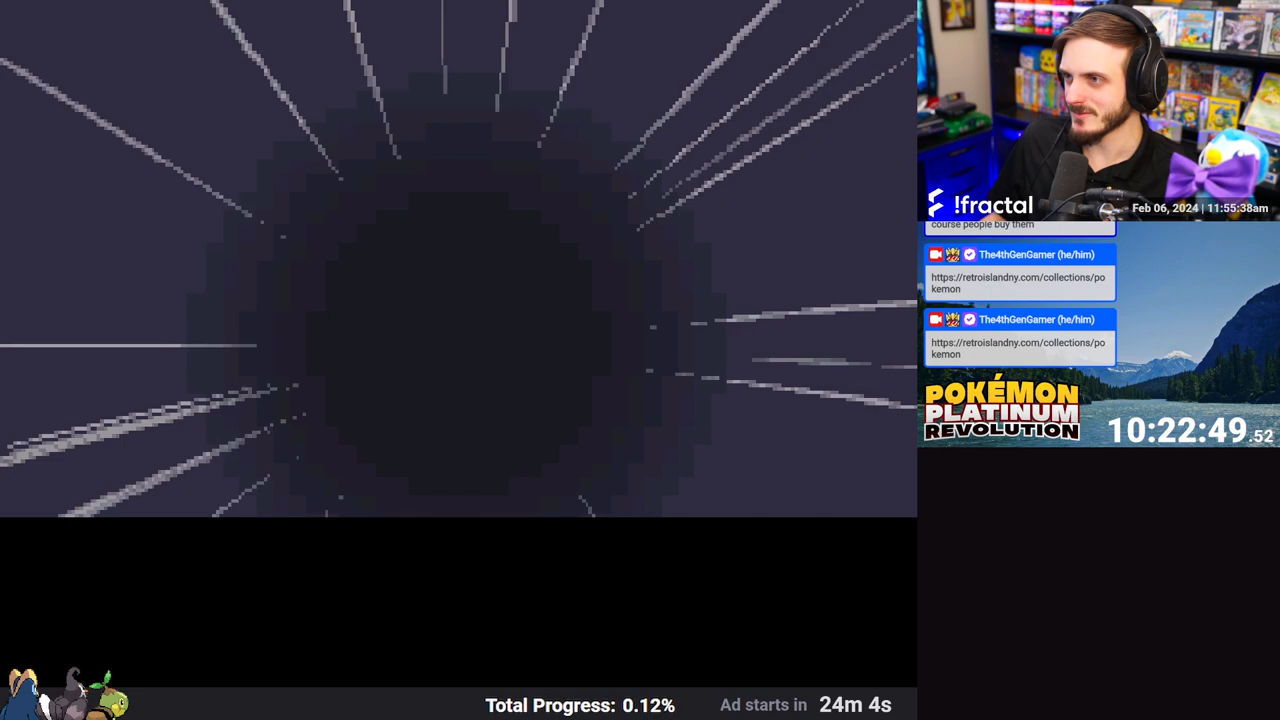 !fractal
Feb 06, 2024 | 11:55:38am
course people buy them
The4thGenGamer (he/him)
https://retroislandny.com/collections/po
kemon
The4thGenGamer (he/him)
https://retroislandny.com/collections/po
kemon
POKÉMON
PLATINUM
REVOLUTION
10:22:49.52
Total Progress: 0.12%
Ad starts in 24m 4s